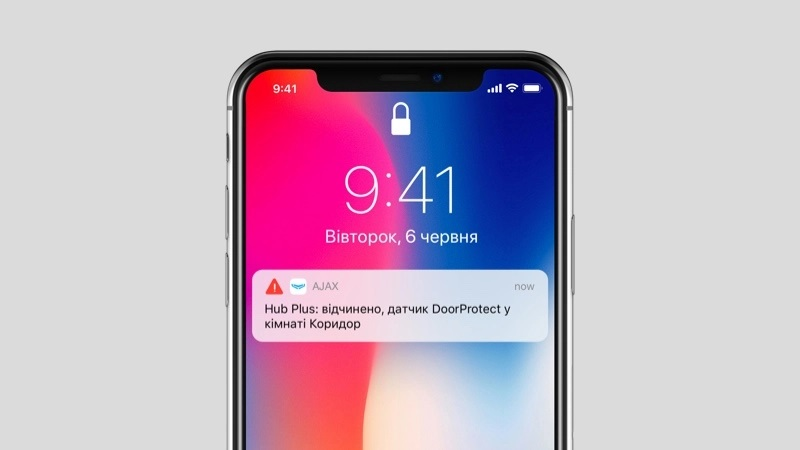 9:41
9:41
Вівторок, 6 червня
AJAX
now
Hub Plus: відчинено, датчик DoorProtect у
кімнаті Коридор